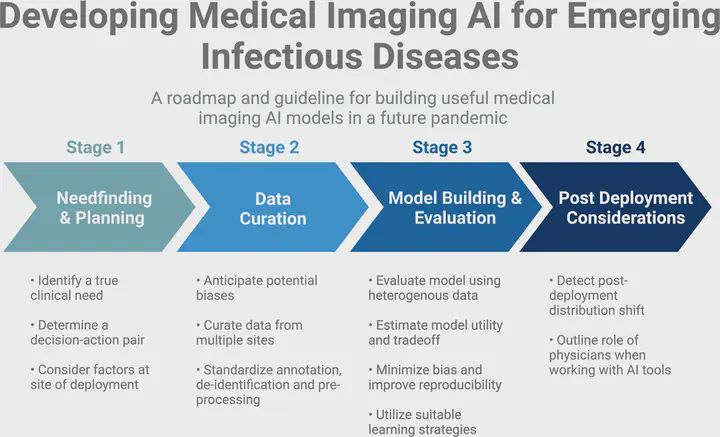 Developing Medical Imaging AI for Emerging
Infectious Diseases
A roadmap and guideline for building useful medical
imaging AI models in a future pandemic
Stage 1
Needfinding
& Planning
• Identify a true
clinical need
• Determine a
decision-action pair
• Consider factors at
site of deployment
Stage 2
Data
Curation
• Anticipate potential
biases
• Curate data from
multiple sites
• Standardize annotation,
de-identification and pre-
processing
Stage 3
Model Building &
Evaluation
• Evaluate model using
heterogenous data
• Estimate model utility
and tradeoff
• Minimize bias and
improve reproducibility
• Utilize suitable
learning strategies
Stage 4
Post Deployment
Considerations
• Detect post-
deployment
distribution shift
• Outline role of
physicians when
working with AI tools